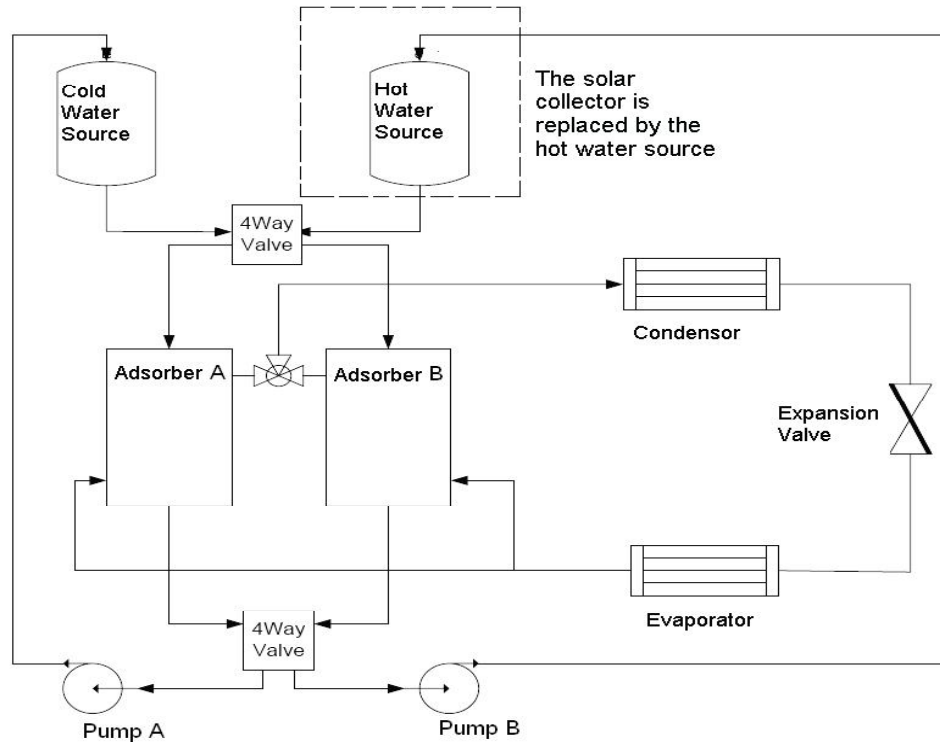 Cold
Water
Source
Hot
Water
Source
The solar
collector is
replaced by the
hot water source
4Way
Valve
Condensor
Adsorber A
Adsorber B
Expansion
Valve
Evaporator
4Way
Valve
Pump A
Pump B